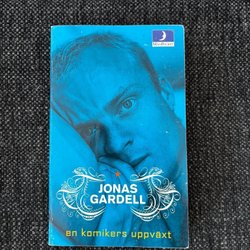 JONAS
GARDELL
en komikers uppväxt